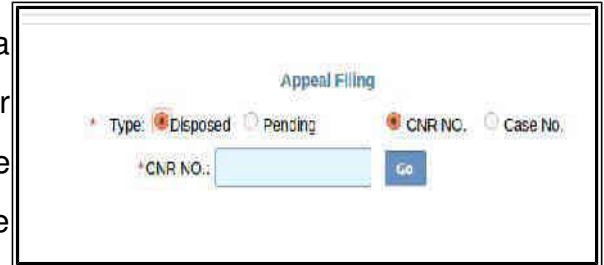 a
Appeal Filing
r
* Type: Disposed Pending CNR NO. Case No.
e
*CNR NO.: Go
e